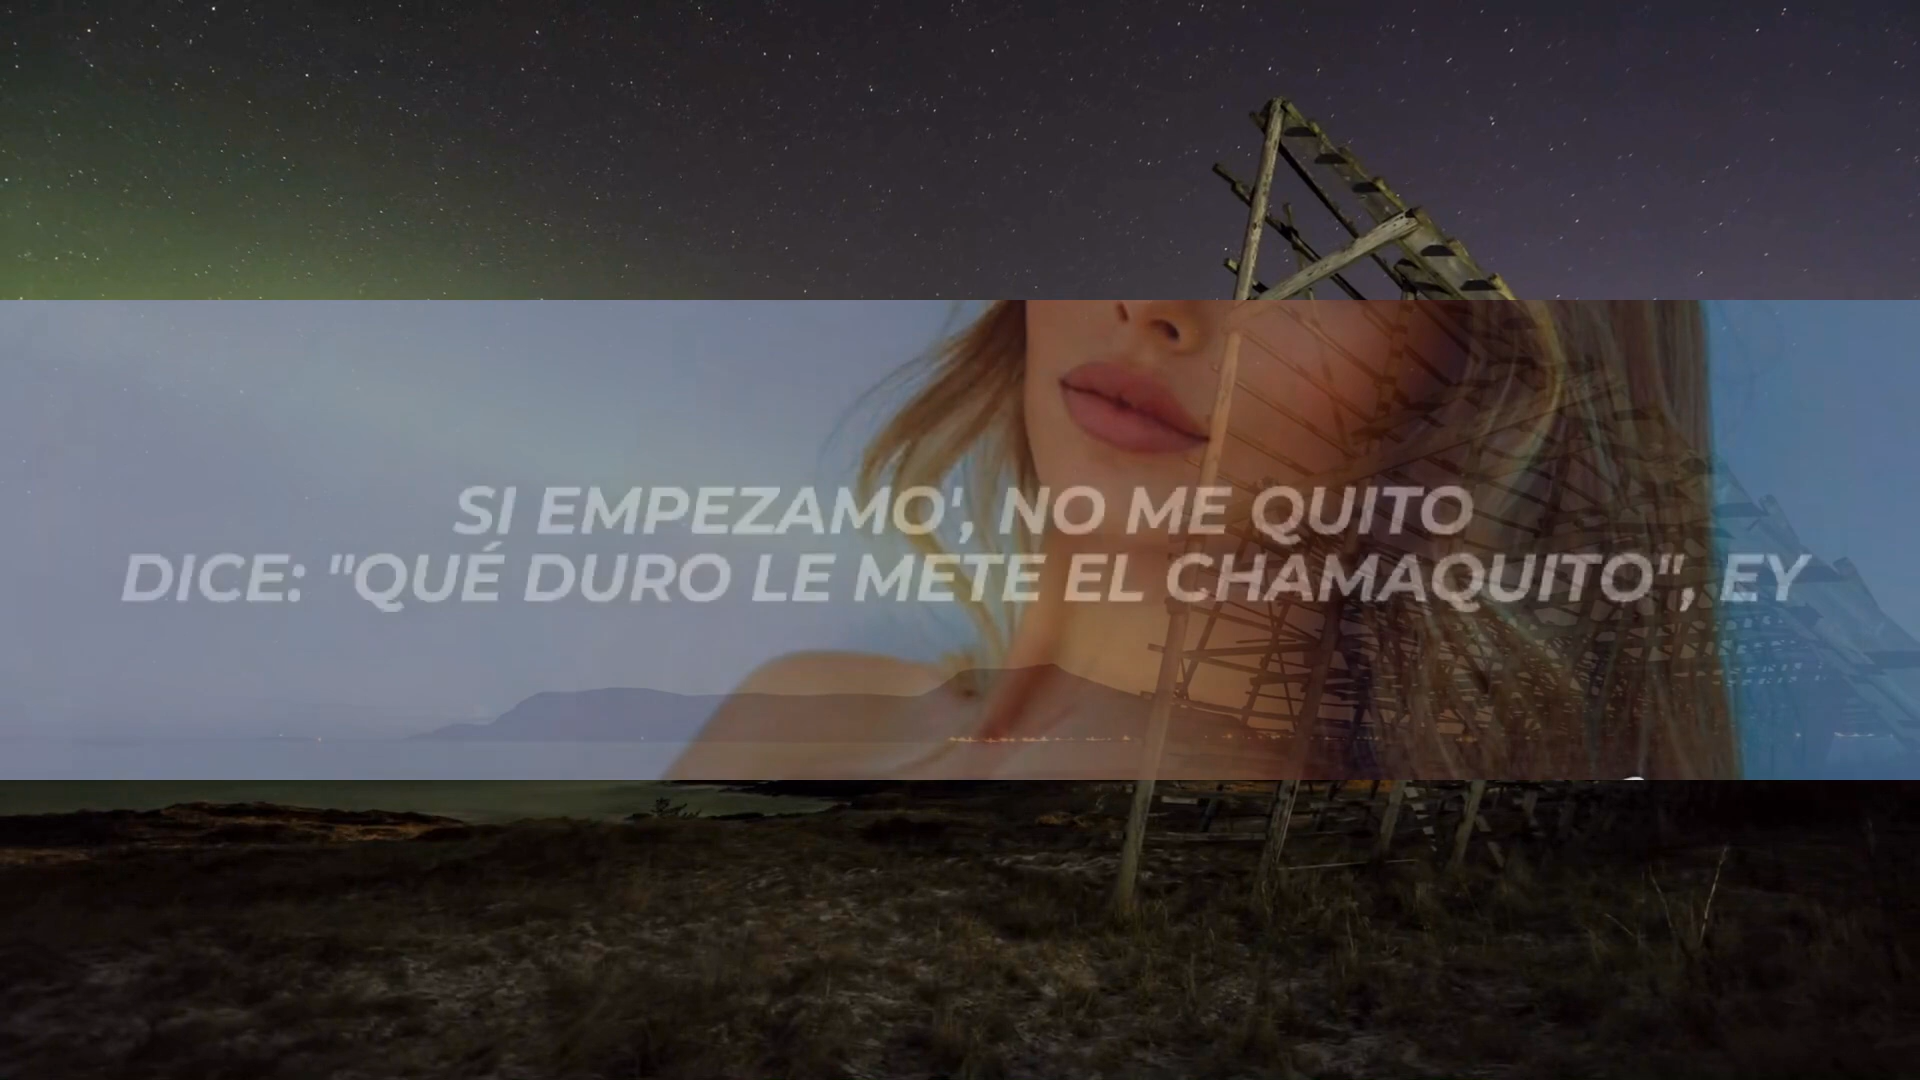 SI EMPEZAMO', NO ME QUITO
DICE: "QUÉ DURO LE METE EL CHAMAQUITO", EY